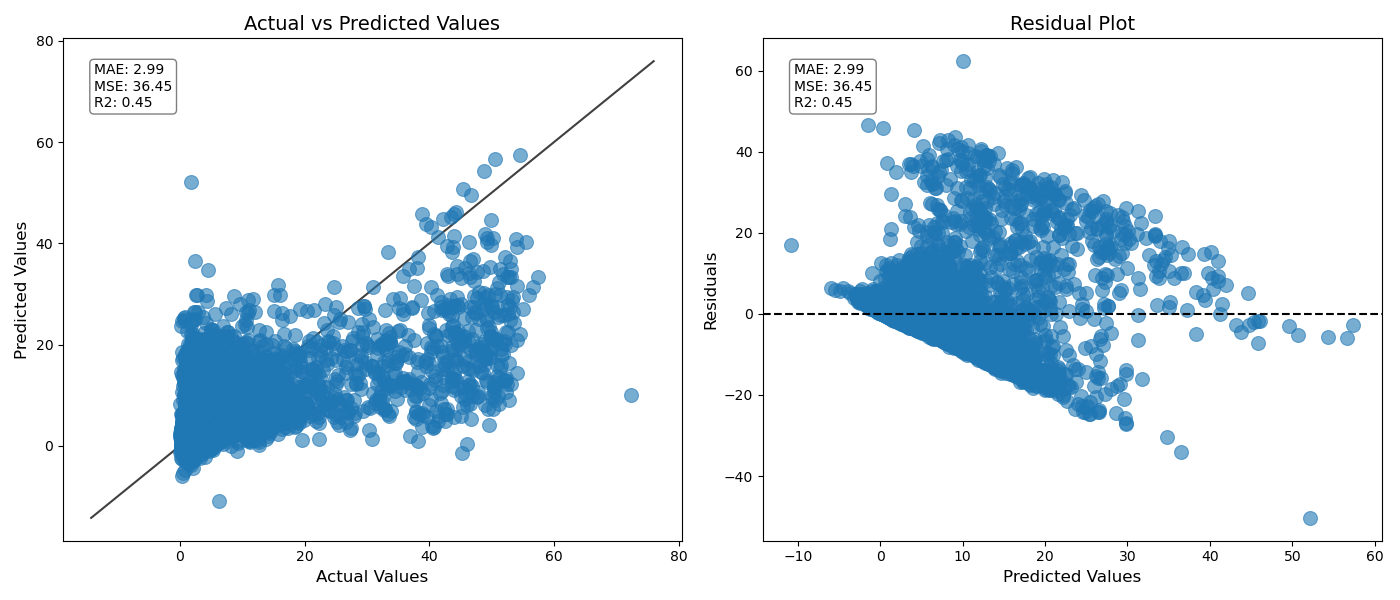 Actual vs Predicted Values
MAE: 2.99
MSE: 36.45
R2: 0.45
80
60
40
20
0
Predicted Values
0
20
40
60
80
Actual Values
Residual Plot
MAE: 2.99
MSE: 36.45
R2: 0.45
60
40
20
0
−20
−40
Residuals
−10
0
10
20
30
40
50
60
Predicted Values